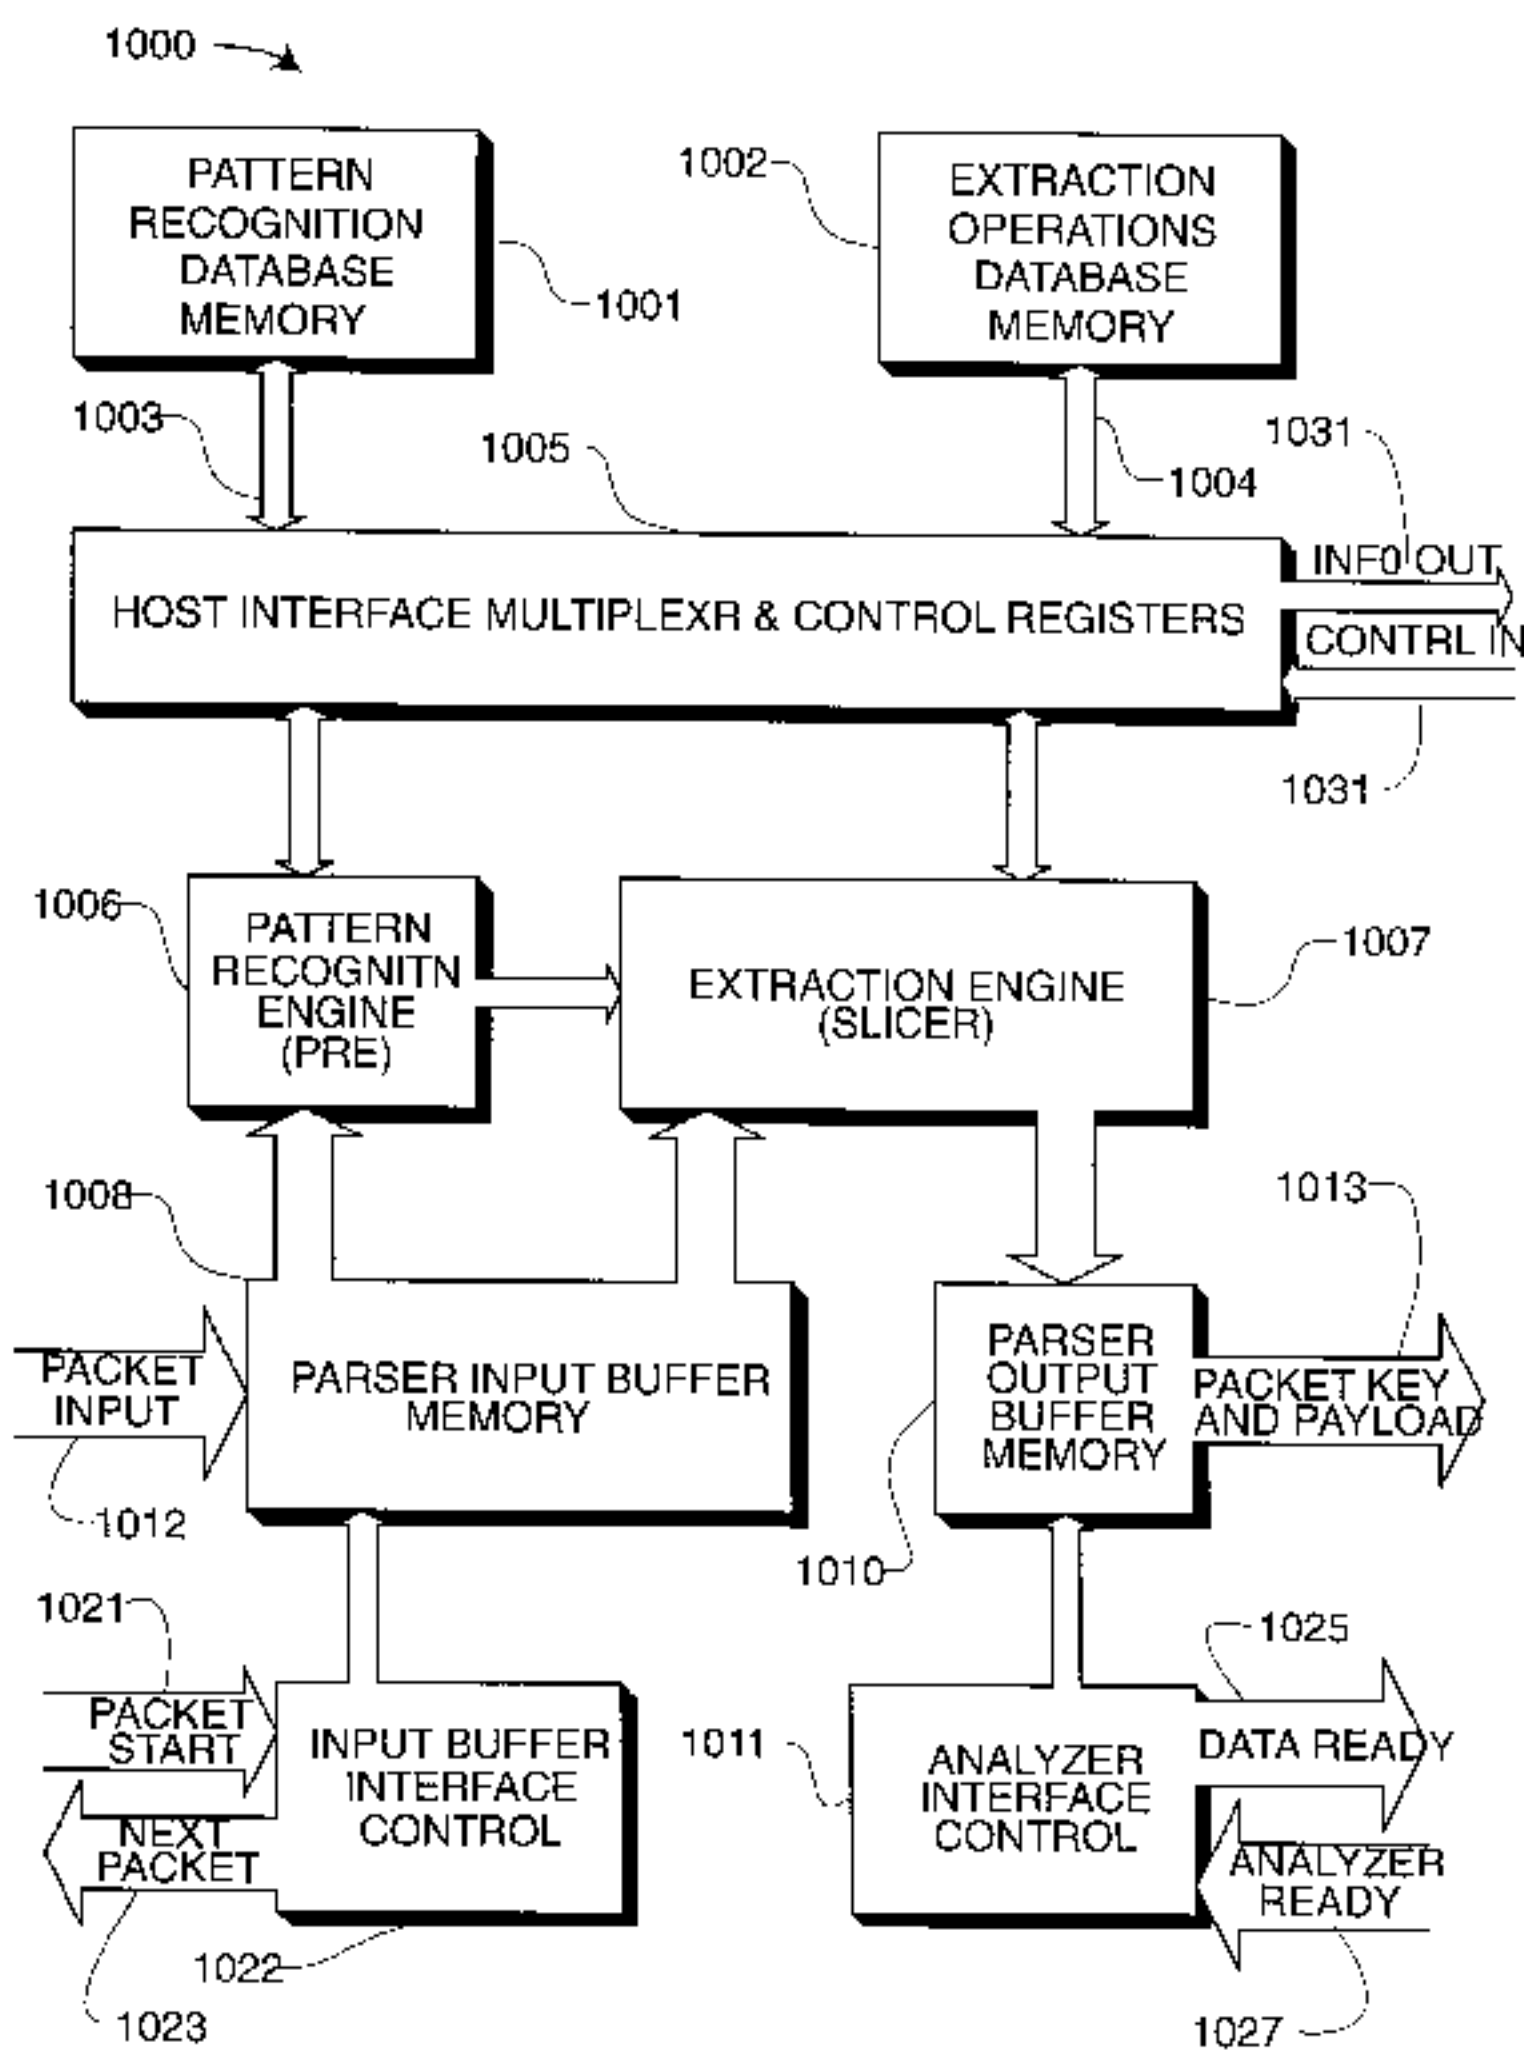 1000
PATTERN
RECOGNITION
DATABASE
MEMORY
1001
1002
EXTRACTION
OPERATIONS
DATABASE
MEMORY
1003
1005
1004
1031
INFO OUT
HOST INTERFACE MULTIPLEXR & CONTROL REGISTERS
CONTRL IN
1031
1006
PATTERN
RECOGNITN
ENGINE
(PRE)
EXTRACTION ENGINE
(SLICER)
1007
1008
1013
PACKET
INPUT
PARSER INPUT BUFFER
MEMORY
PARSER
OUTPUT
BUFFER
MEMORY
PACKET KEY
AND PAYLOAD
1012
1010
1021
1025
PACKET
START
INPUT BUFFER
INTERFACE
CONTROL
1011
ANALYZER
INTERFACE
CONTROL
DATA READY
NEXT
PACKET
ANALYZER
READY
1022
1023
1027